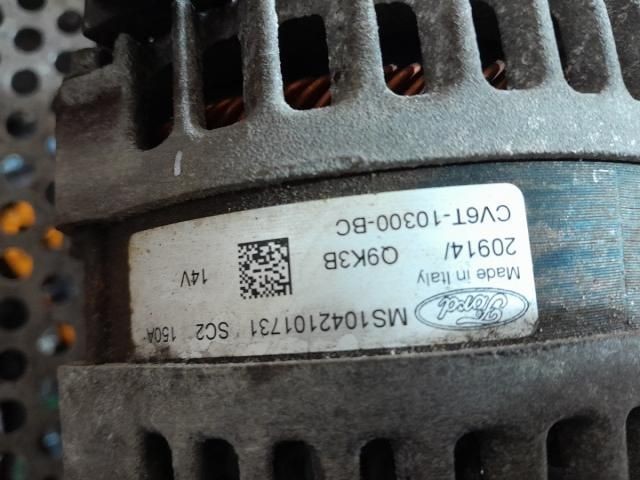 Ford MS1042101731 SC2 150A
Made in Italy
20914/ Q9K3B 14V
CV6T-10300-BC